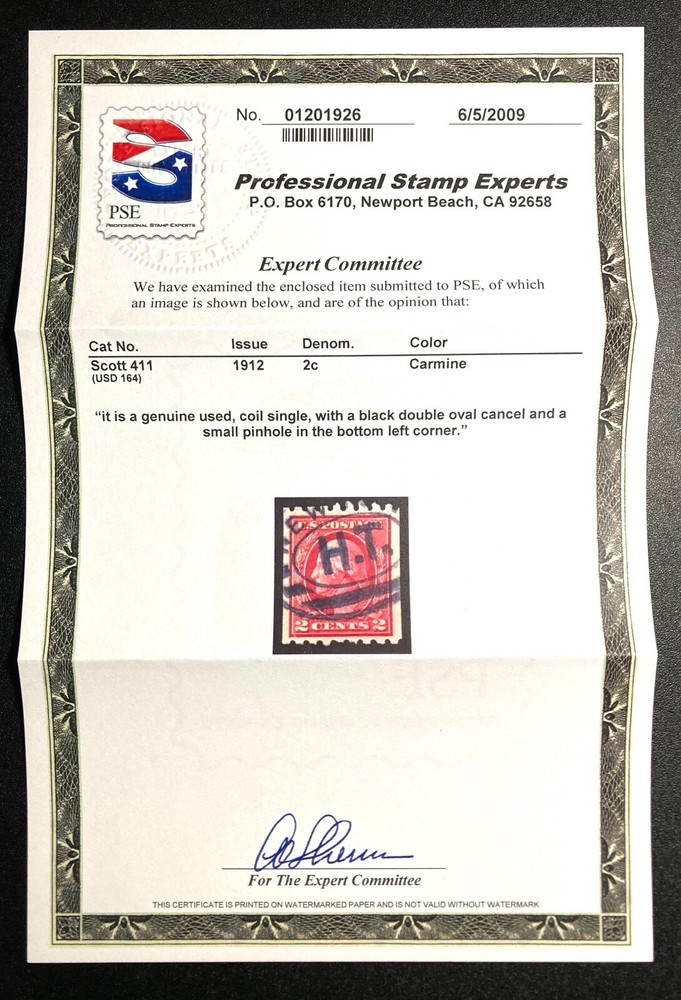 No. 01201926 6/5/2009
PSE
PROFESSIONAL STAMP EXPERTS
Professional Stamp Experts
P.O. Box 6170, Newport Beach, CA 92658
Expert Committee
We have examined the enclosed item submitted to PSE, of which
an image is shown below, and are of the opinion that:
Cat No. Issue Denom. Color
Scott 411 1912 2c Carmine
(USD 164)
“it is a genuine used, coil single, with a black double oval cancel and a
small pinhole in the bottom left corner.”
U.S. POSTAGE
H.T.
2 CENTS 2
For The Expert Committee
THIS CERTIFICATE IS PRINTED ON WATERMARKED PAPER AND IS NOT VALID WITHOUT WATERMARK